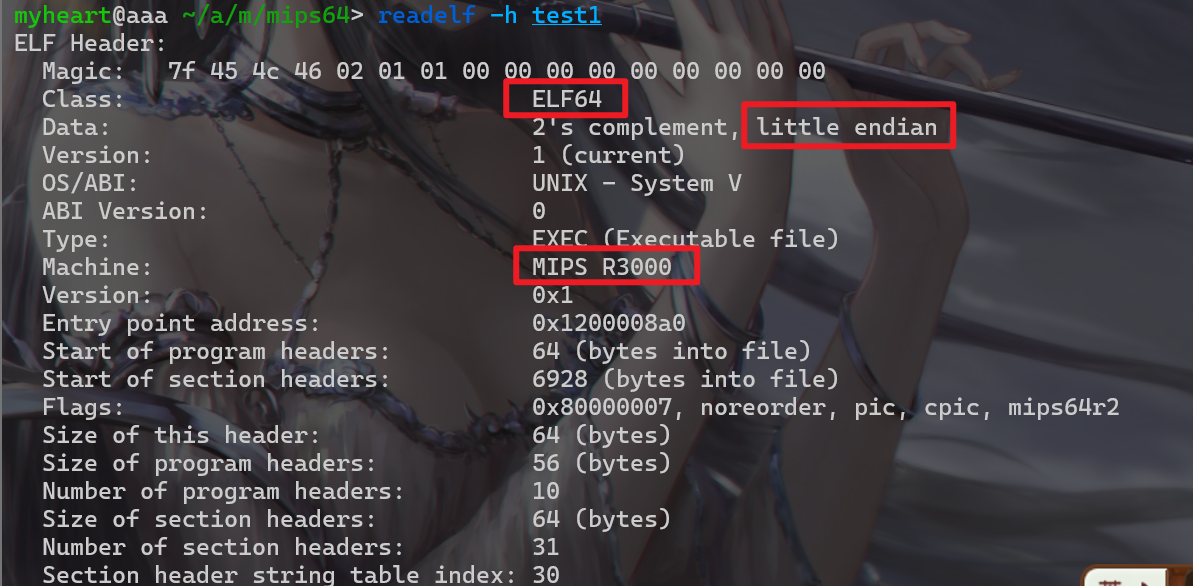 myheart@aaa ~/a/m/mips64> readelf -h test1
ELF Header:
Magic: 7f 45 4c 46 02 01 01 00 00 00 00 00 00 00 00 00
Class: ELF64
Data: 2's complement, little endian
Version: 1 (current)
OS/ABI: UNIX - System V
ABI Version: 0
Type: EXEC (Executable file)
Machine: MIPS R3000
Version: 0x1
Entry point address: 0x1200008a0
Start of program headers: 64 (bytes into file)
Start of section headers: 6928 (bytes into file)
Flags: 0x80000007, noreorder, pic, cpic, mips64r2
Size of this header: 64 (bytes)
Size of program headers: 56 (bytes)
Number of program headers: 10
Size of section headers: 64 (bytes)
Number of section headers: 31
Section header string table index: 30